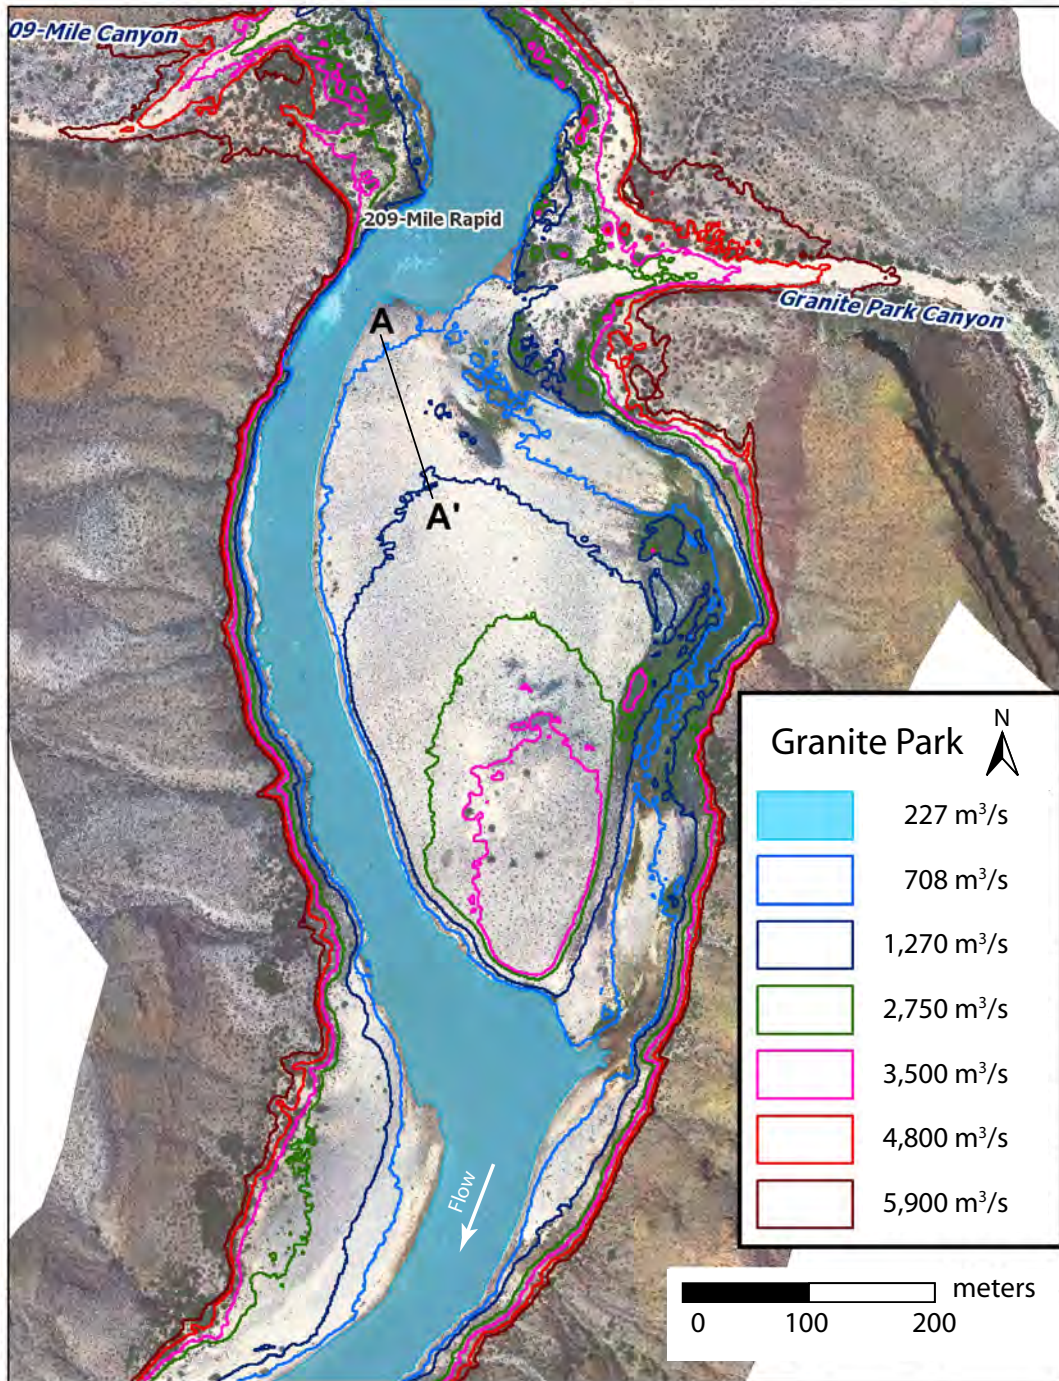 09-Mile Canyon
209-Mile Rapid
Granite Park Canyon
A
A'
Flow
Granite Park
N
227 m³/s
708 m³/s
1,270 m³/s
2,750 m³/s
3,500 m³/s
4,800 m³/s
5,900 m³/s
meters
0 100 200